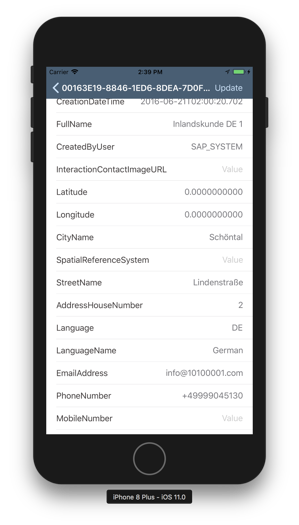 Carrier 2:39 PM
00163E19-8846-1ED6-8DEA-7D0F... Update
CreationDateTime 2016-06-21T02:00:20.702
FullName Inlandskunde DE 1
CreatedByUser SAP_SYSTEM
InteractionContactImageURL Value
Latitude 0.0000000000
Longitude 0.0000000000
CityName Schöntal
SpatialReferenceSystem Value
StreetName Lindenstraße
AddressHouseNumber 2
Language DE
LanguageName German
EmailAddress info@10100001.com
PhoneNumber +49999045130
MobileNumber Value
iPhone 8 Plus - iOS 11.0